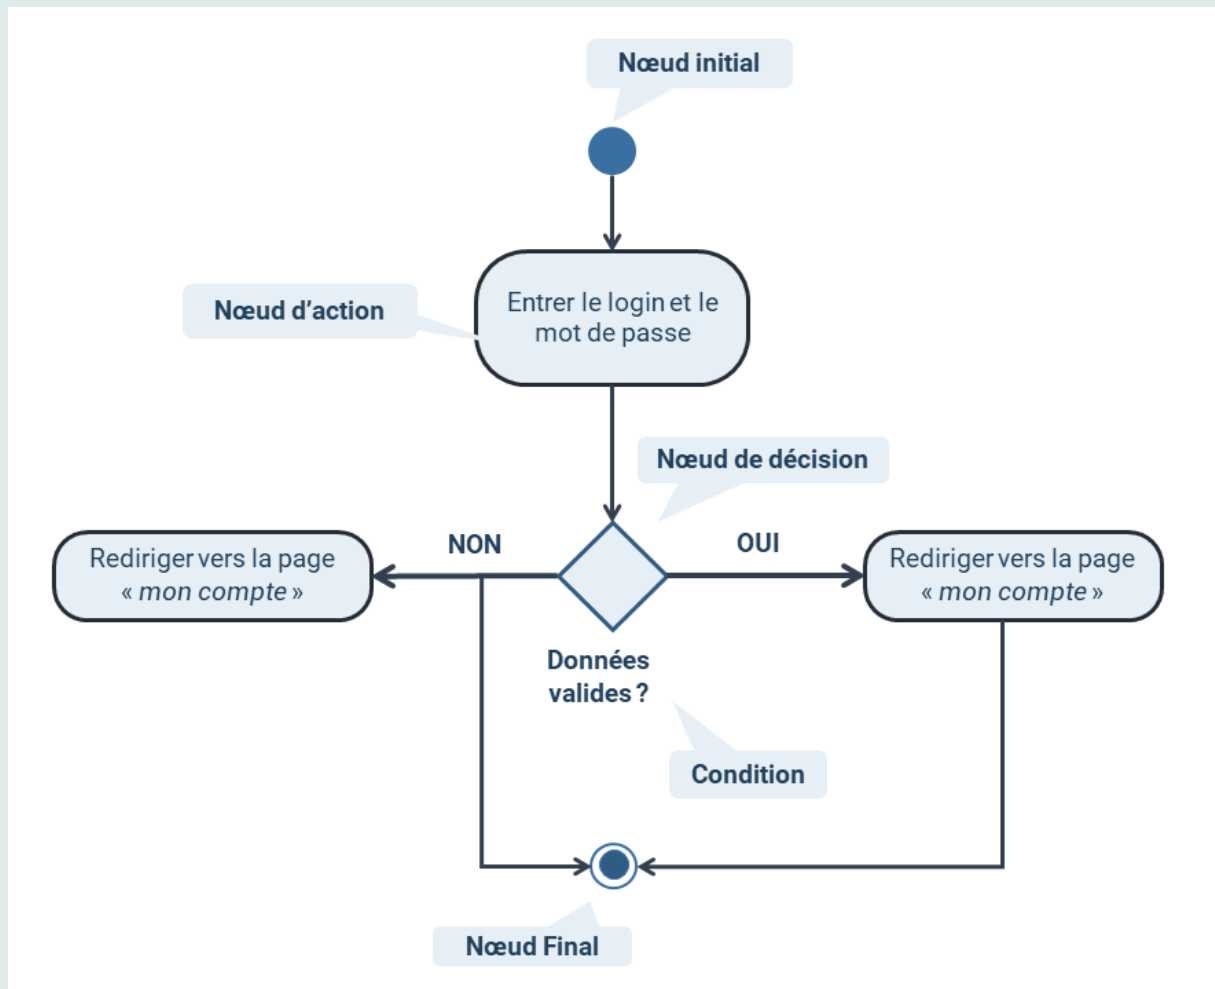 Nœud initial
Nœud d’action
Entrer le login et le
mot de passe
Nœud de décision
NON
OUI
Rediriger vers la page
« mon compte »
Rediriger vers la page
« mon compte »
Données
valides ?
Condition
Nœud Final